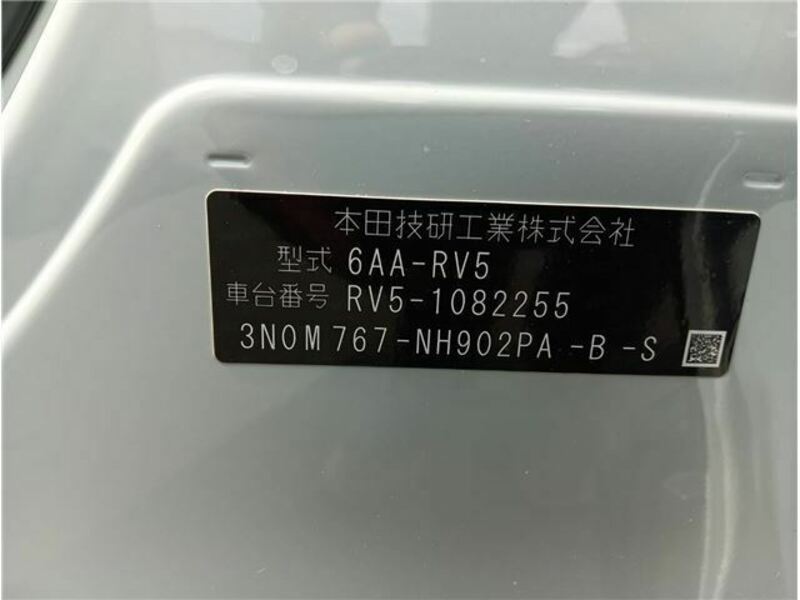 本田技研工業株式会社
型式 6AA-RV5
車台番号 RV5-1082255
3N0M767-NH902PA -B -S